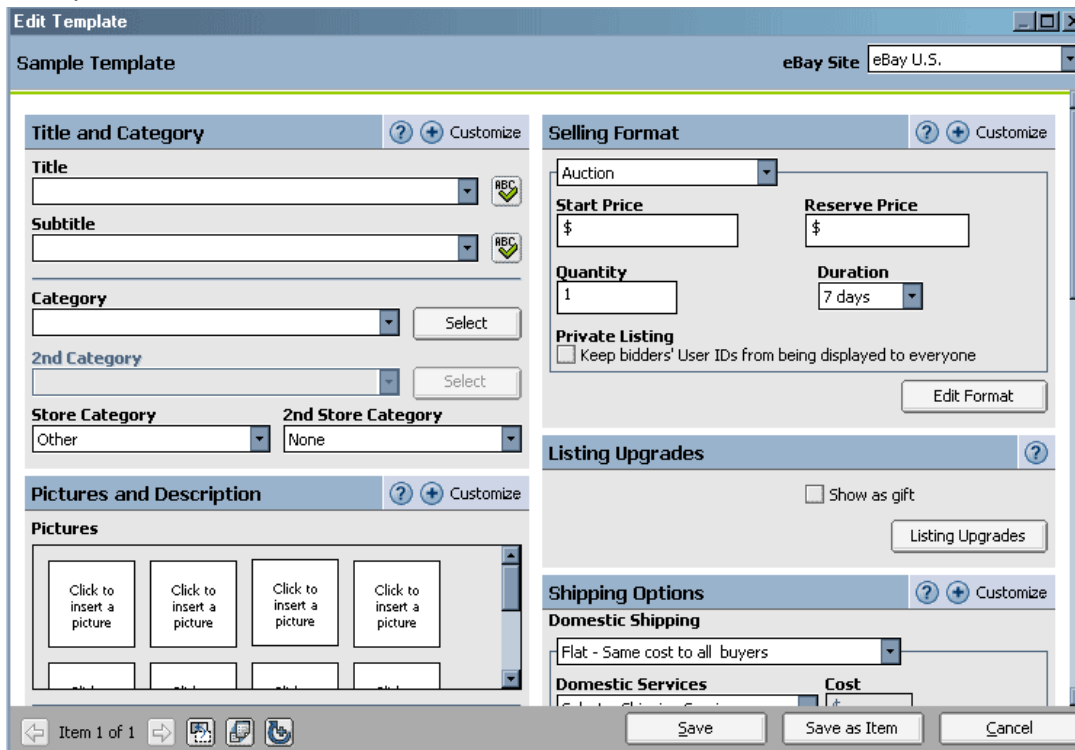 Edit Template
Sample Template
eBay Site eBay U.S.
Title and Category
? + Customize
Title
ABC
Subtitle
ABC
Category
Select
2nd Category
Select
Store Category 2nd Store Category
Other None
Pictures and Description
? + Customize
Pictures
Click to insert a picture
Click to insert a picture
Click to insert a picture
Click to insert a picture
Selling Format
? + Customize
Auction
Start Price Reserve Price
$ $
Quantity Duration
1 7 days
Private Listing
Keep bidders' User IDs from being displayed to everyone
Edit Format
Listing Upgrades
?
Show as gift
Listing Upgrades
Shipping Options
? + Customize
Domestic Shipping
Flat - Same cost to all buyers
Domestic Services Cost
Item 1 of 1
Save Save as Item Cancel